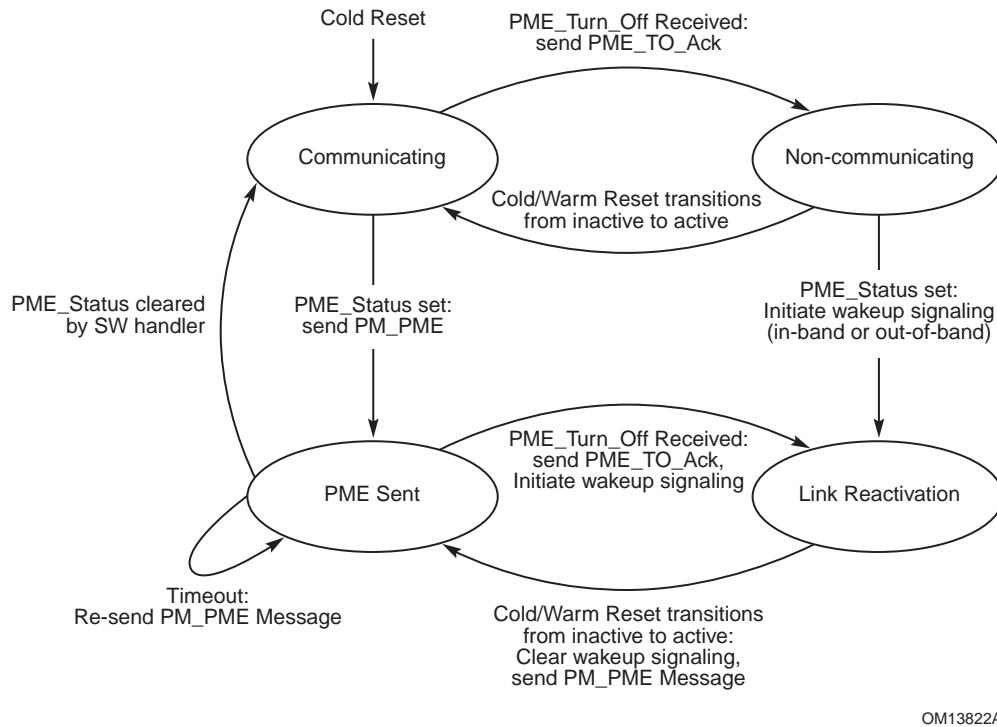 Cold Reset
PME_Turn_Off Received:
send PME_TO_Ack
Communicating
Non-communicating
Cold/Warm Reset transitions
from inactive to active
PME_Status cleared
by SW handler
PME_Status set:
send PM_PME
PME_Status set:
Initiate wakeup signaling
(in-band or out-of-band)
PME_Turn_Off Received:
send PME_TO_Ack,
Initiate wakeup signaling
PME Sent
Link Reactivation
Timeout:
Re-send PM_PME Message
Cold/Warm Reset transitions
from inactive to active:
Clear wakeup signaling,
send PM_PME Message
OM13822A